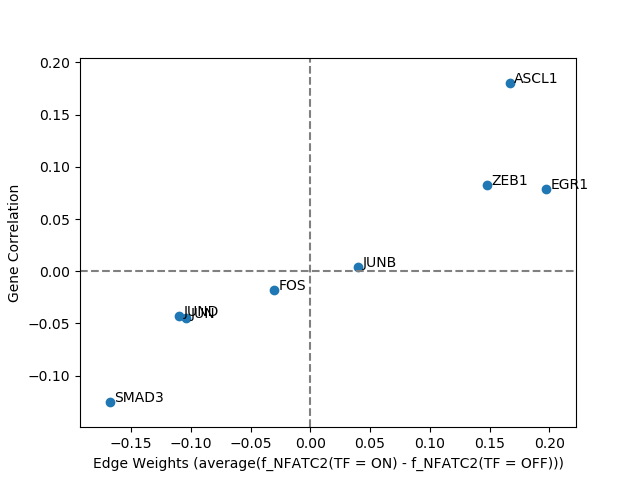 0.20
ASCL1
0.15
0.10
ZEB1
EGR1
0.05
JUNB
0.00
FOS
JUND
JUN
−0.05
−0.10
SMAD3
Gene Correlation
−0.15
−0.10
−0.05
0.00
0.05
0.10
0.15
0.20
Edge Weights (average(f_NFATC2(TF = ON) - f_NFATC2(TF = OFF)))